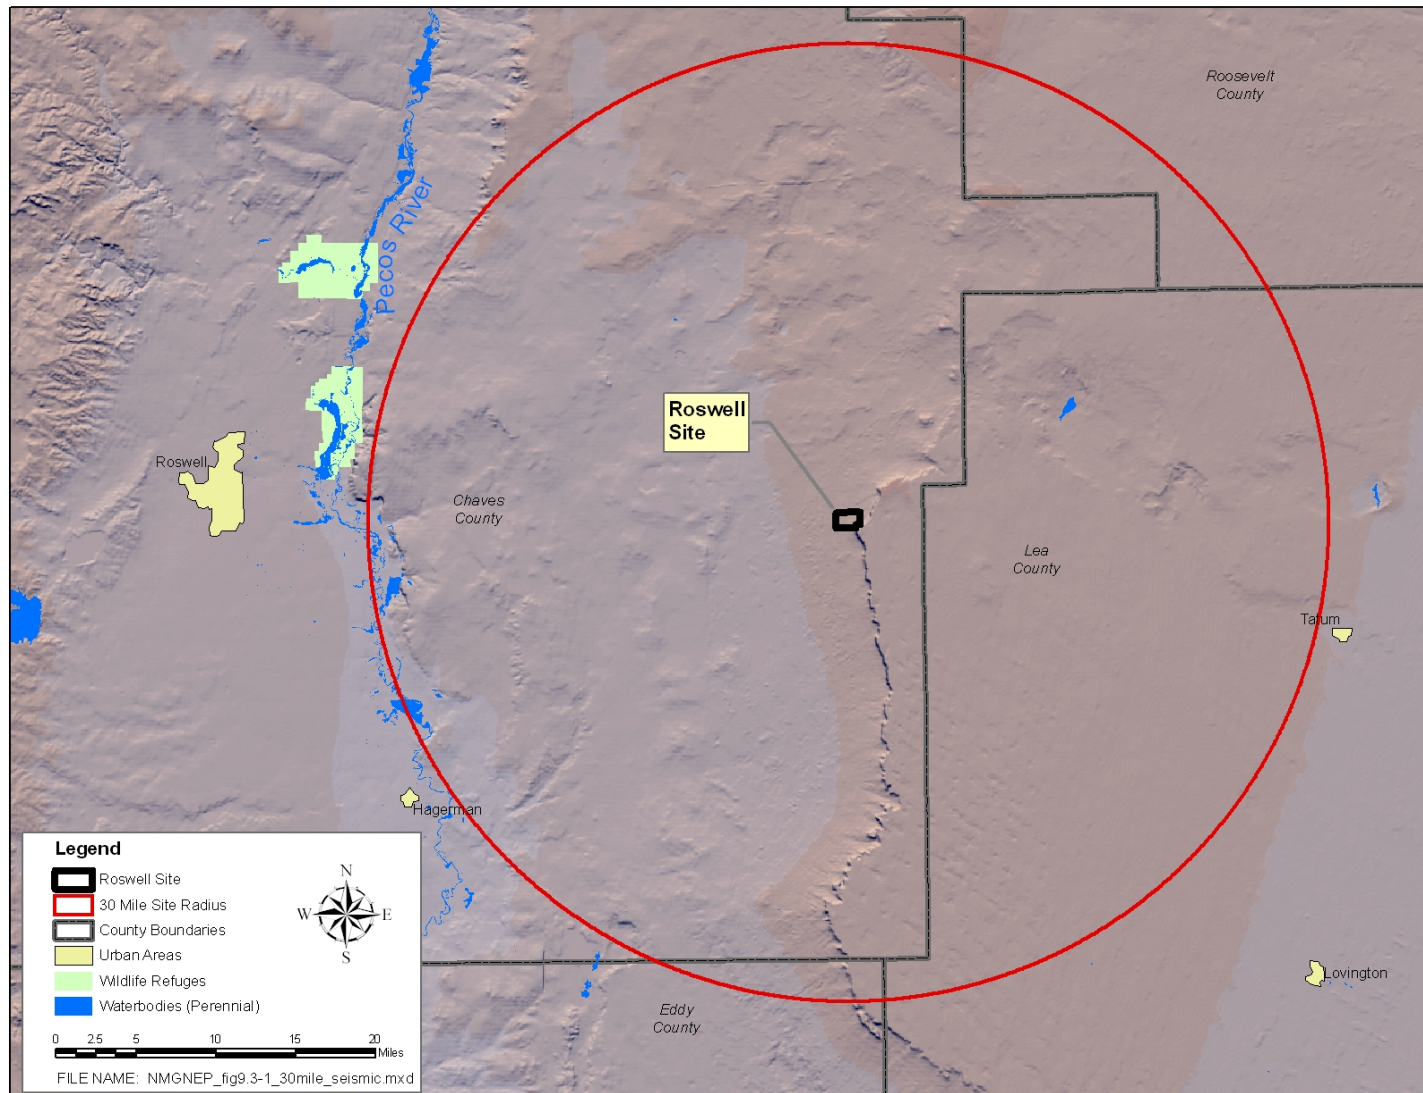 Roosevelt
County
Pecos River
Roswell
Site
Roswell
Chaves
County
Lea
County
Tatum
Hagerman
Lovington
Eddy
County
Legend
Roswell Site
30 Mile Site Radius
County Boundaries
Urban Areas
Wildlife Refuges
Waterbodies (Perennial)
N
W E
S
0 2.5 5 10 15 20
Miles
FILE NAME: NMGNEP_fig9.3-1_30mile_seismic.mxd